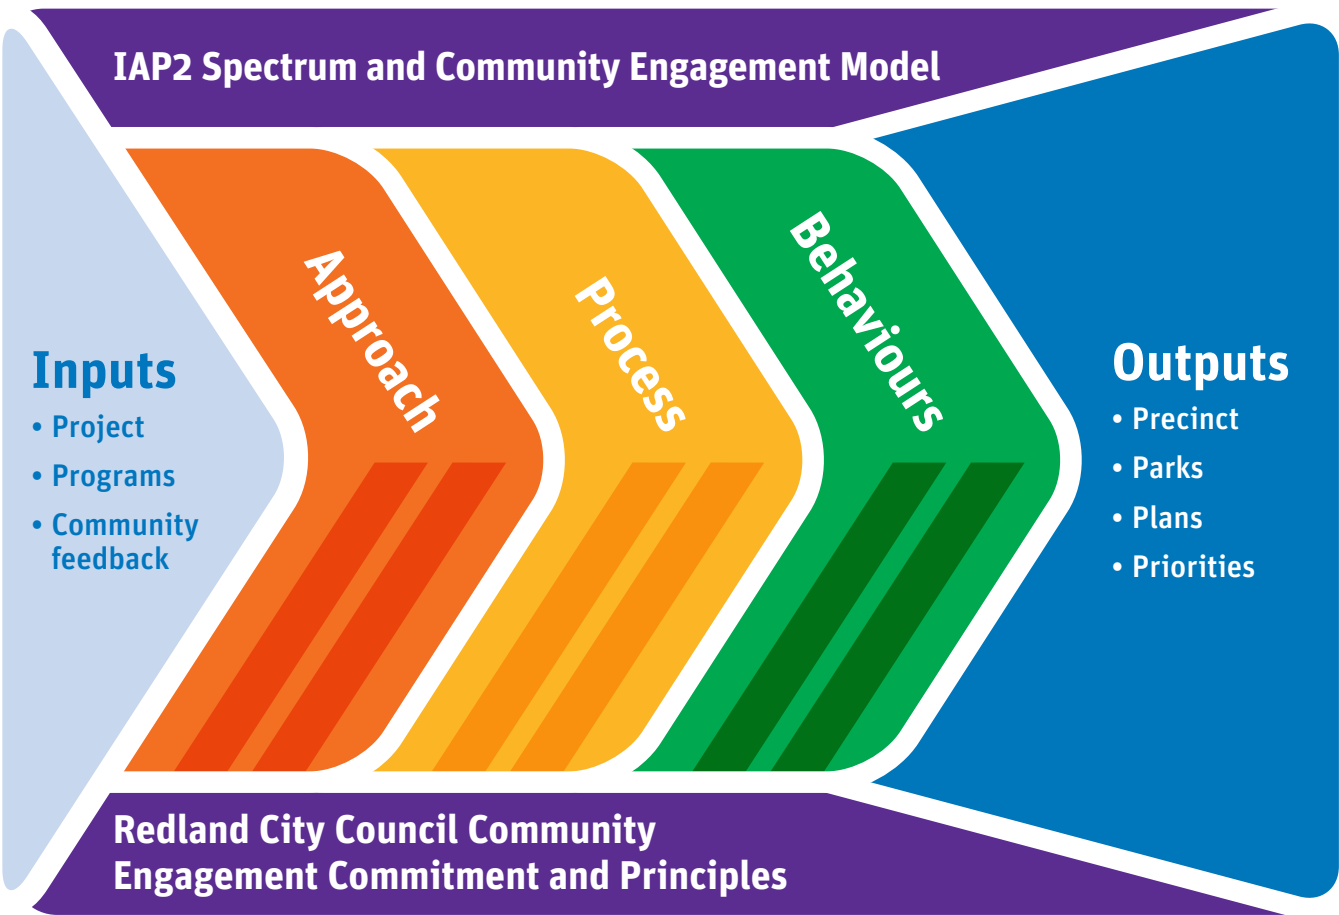 IAP2 Spectrum and Community Engagement Model
Inputs
• Project
• Programs
• Community
feedback
Approach
Process
Behaviours
Outputs
• Precinct
• Parks
• Plans
• Priorities
Redland City Council Community
Engagement Commitment and Principles